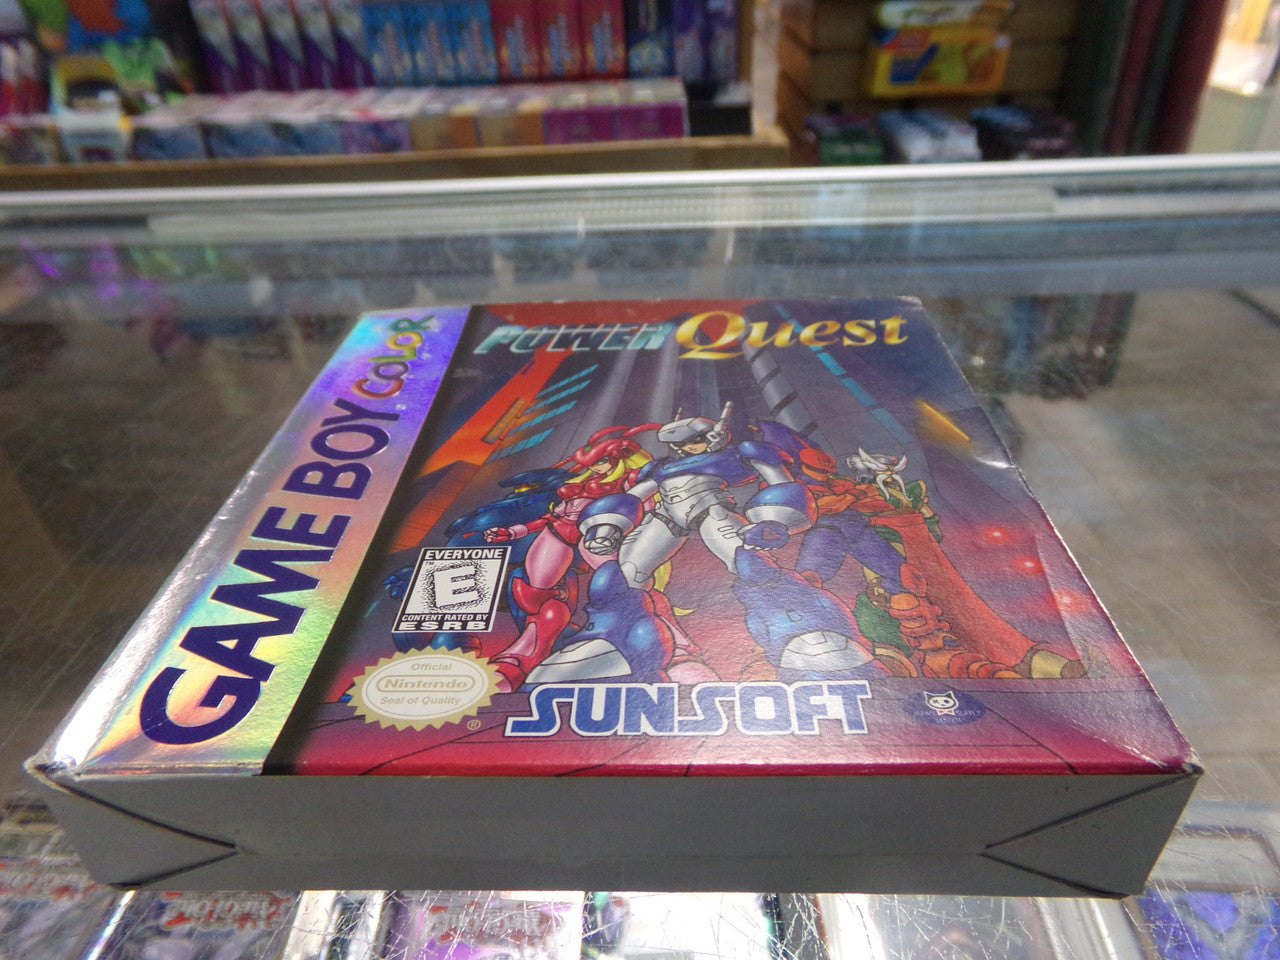 GAME BOY COLOR
POWER Quest
EVERYONE
E
CONTENT RATED BY
ESRB
Official
Nintendo
Seal of Quality
®
SUNSOFT